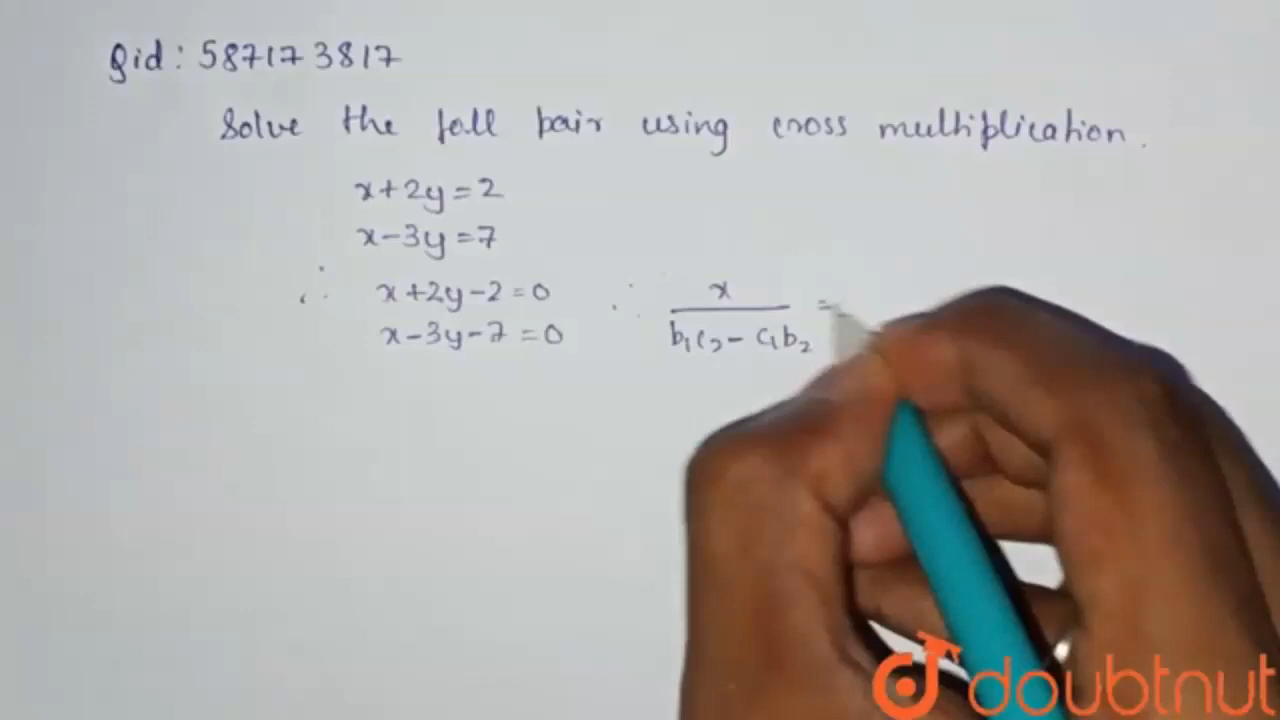 Qid: 587173817
Solve the foll pair using cross multiplication.
x+2y=2
x-3y=7
∴ x+2y-2=0
x-3y-7=0
∴ x/(b₁c₂-c₁b₂) =
doubtnut